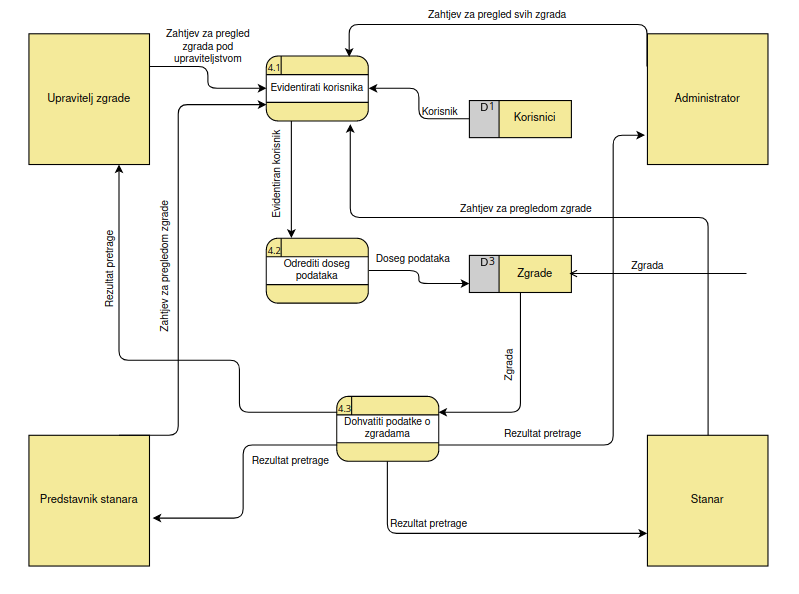 Zahtjev za pregled svih zgrada
Zahtjev za pregled
zgrada pod
upraviteljstvom
4.1
Evidentirati korisnika
Upravitelj zgrade
Administrator
Korisnik
D1
Korisnici
Evidentiran korisnik
Zahtjev za pregledom zgrade
Zahtjev za pregledom zgrade
Rezultat pretrage
4.2
Odrediti doseg
podataka
Doseg podataka
D3
Zgrade
Zgrada
Zgrada
4.3
Dohvatiti podatke o
zgradama
Rezultat pretrage
Rezultat pretrage
Predstavnik stanara
Stanar
Rezultat pretrage